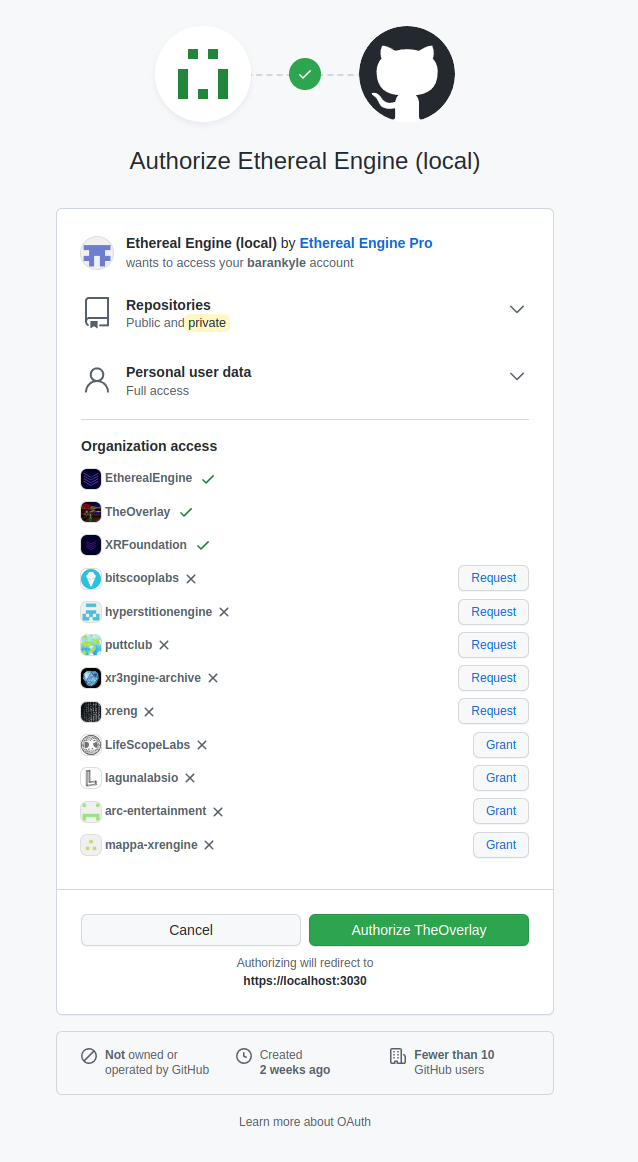 Authorize Ethereal Engine (local)
Ethereal Engine (local) by Ethereal Engine Pro
wants to access your barankyle account
Repositories
Public and private
Personal user data
Full access
Organization access
EtherealEngine
TheOverlay
XRFoundation
bitscooplabs Request
hyperstitionengine Request
puttclub Request
xr3ngine-archive Request
xreng Request
LifeScopeLabs Grant
lagunalabsio Grant
arc-entertainment Grant
mappa-xrengine Grant
Cancel Authorize TheOverlay
Authorizing will redirect to
https://localhost:3030
Not owned or
operated by GitHub
Created
2 weeks ago
Fewer than 10
GitHub users
Learn more about OAuth